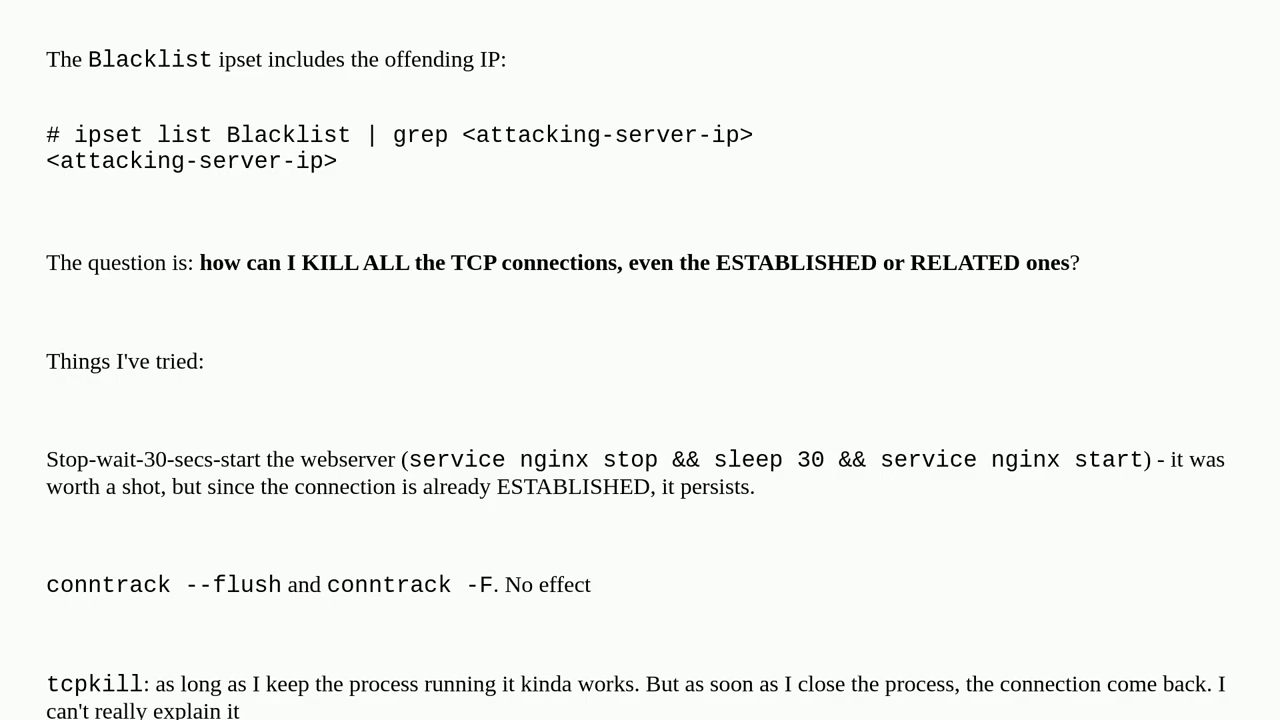 The Blacklist ipset includes the offending IP:
# ipset list Blacklist | grep <attacking-server-ip>
<attacking-server-ip>
The question is: how can I KILL ALL the TCP connections, even the ESTABLISHED or RELATED ones?
Things I've tried:
Stop-wait-30-secs-start the webserver (service nginx stop && sleep 30 && service nginx start) - it was
worth a shot, but since the connection is already ESTABLISHED, it persists.
conntrack --flush and conntrack -F. No effect
tcpkill: as long as I keep the process running it kinda works. But as soon as I close the process, the connection come back. I
can't really explain it